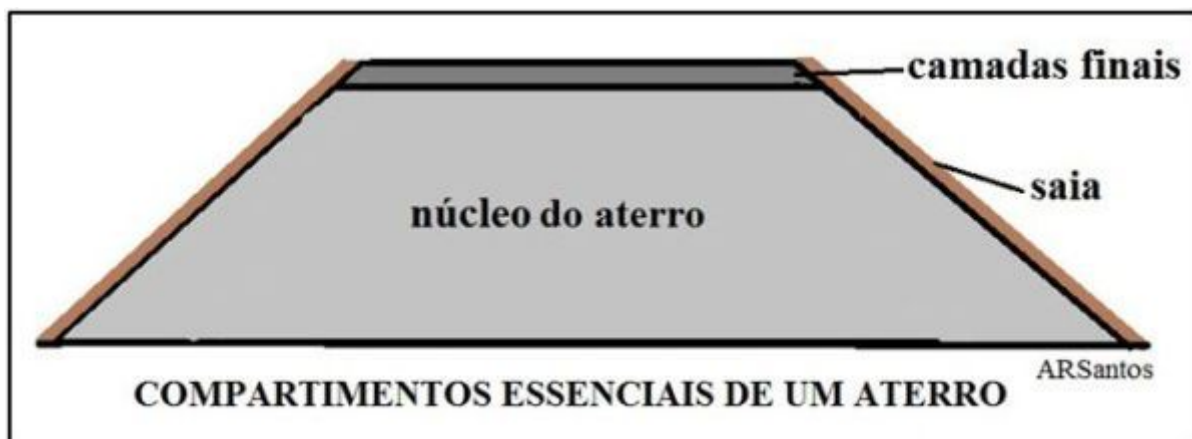 camadas finais
saia
núcleo do aterro
ARSantos
COMPARTIMENTOS ESSENCIAIS DE UM ATERRO